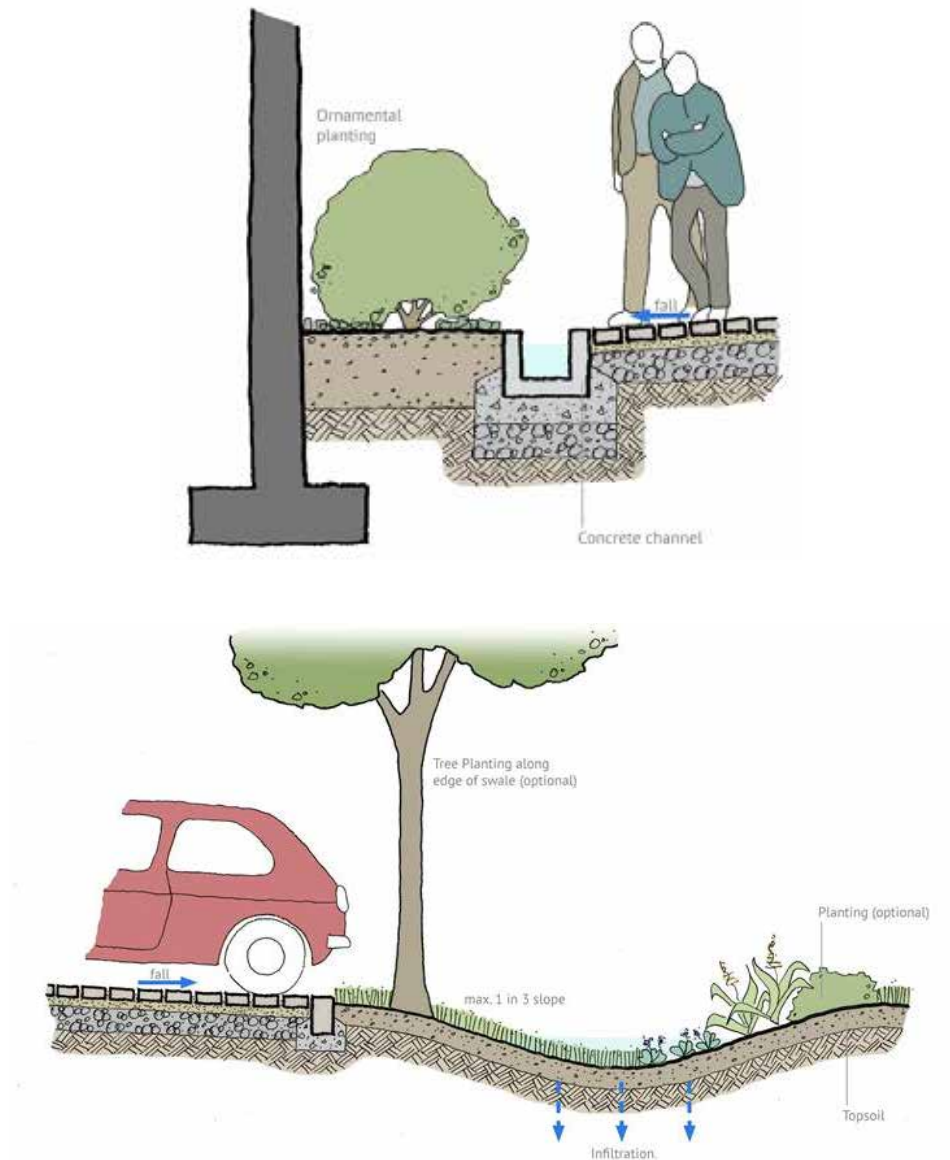 Ornamental
planting
fall
Concrete channel
Tree Planting along
edge of swale (optional)
Planting (optional)
fall
max. 1 in 3 slope
Topsoil
Infiltration.